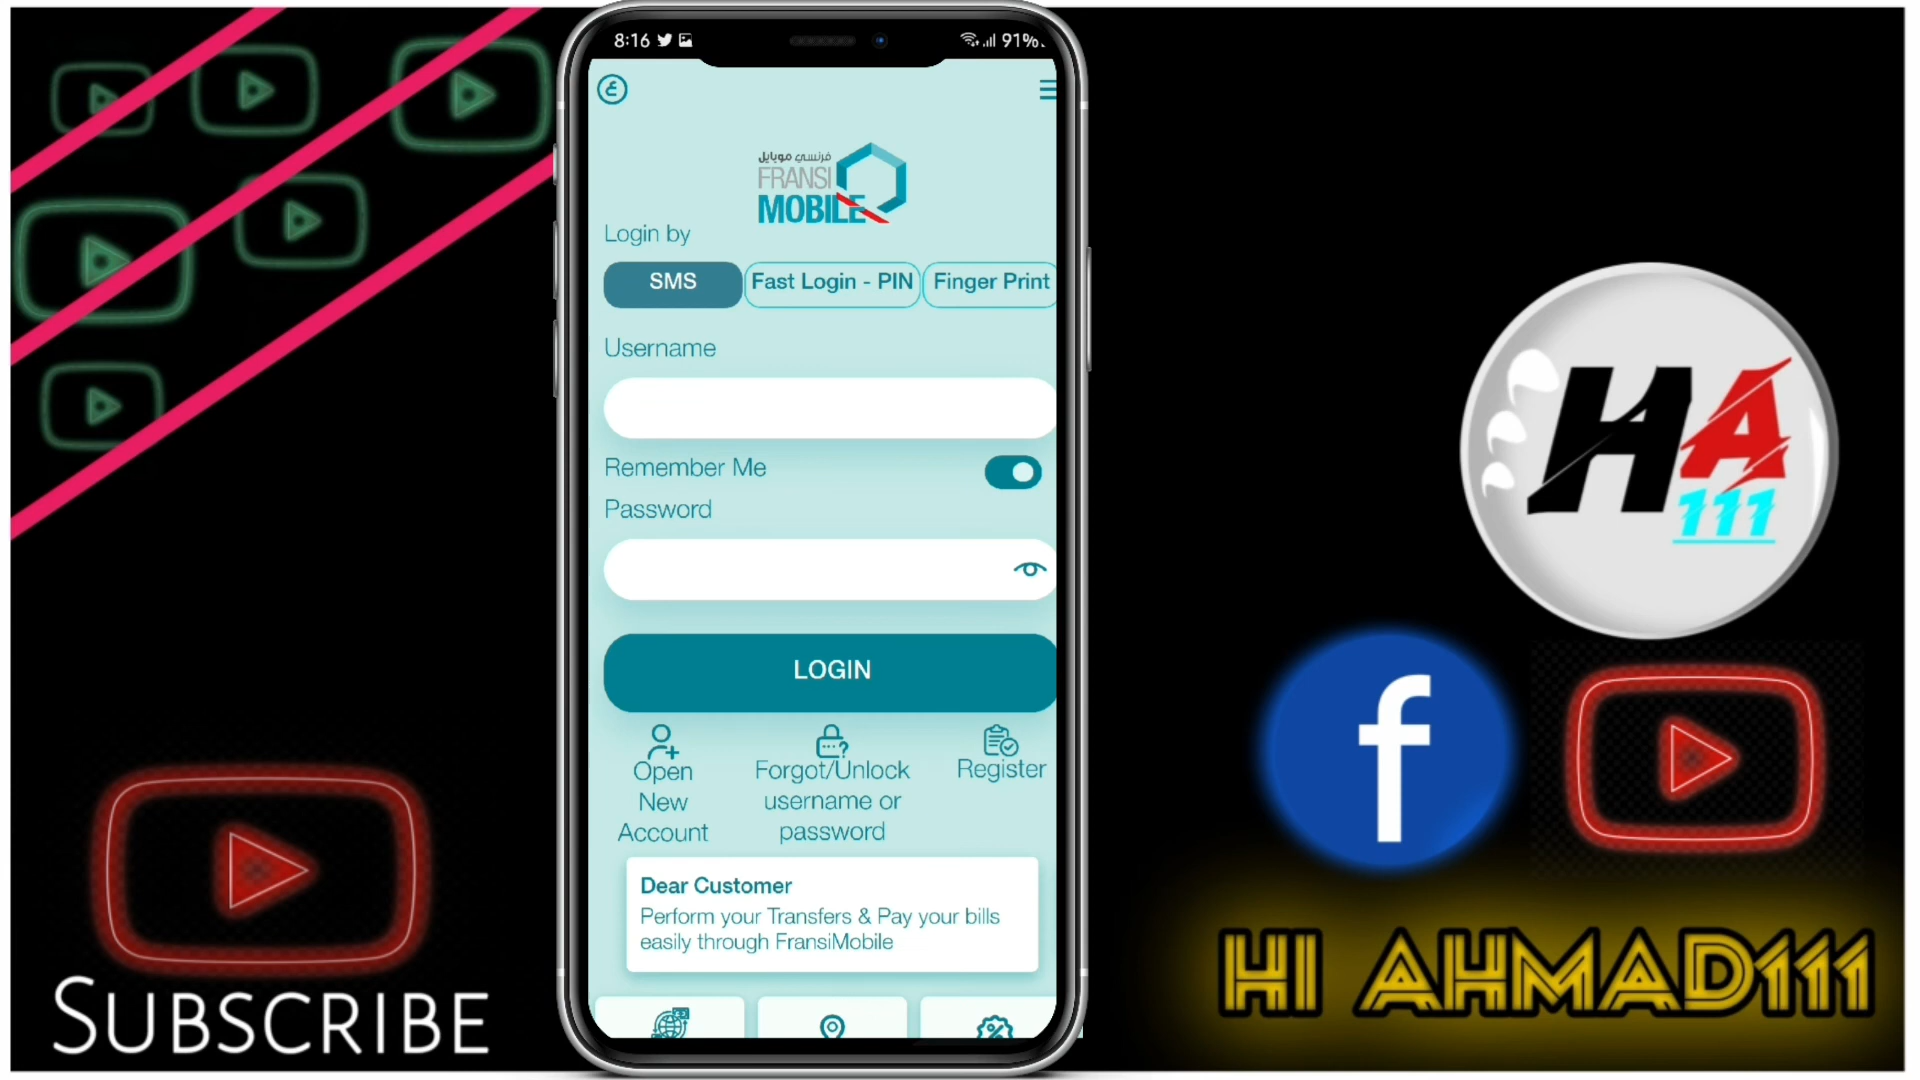 8:16
91%
ع
فرنسي موبايل
FRANSI
MOBILE
Login by
SMS
Fast Login - PIN
Finger Print
Username
Remember Me
Password
LOGIN
Open
New
Account
Forgot/Unlock
username or
password
Register
Dear Customer
Perform your Transfers & Pay your bills
easily through FransiMobile
SUBSCRIBE
HA
111
f
HI AHMAD111